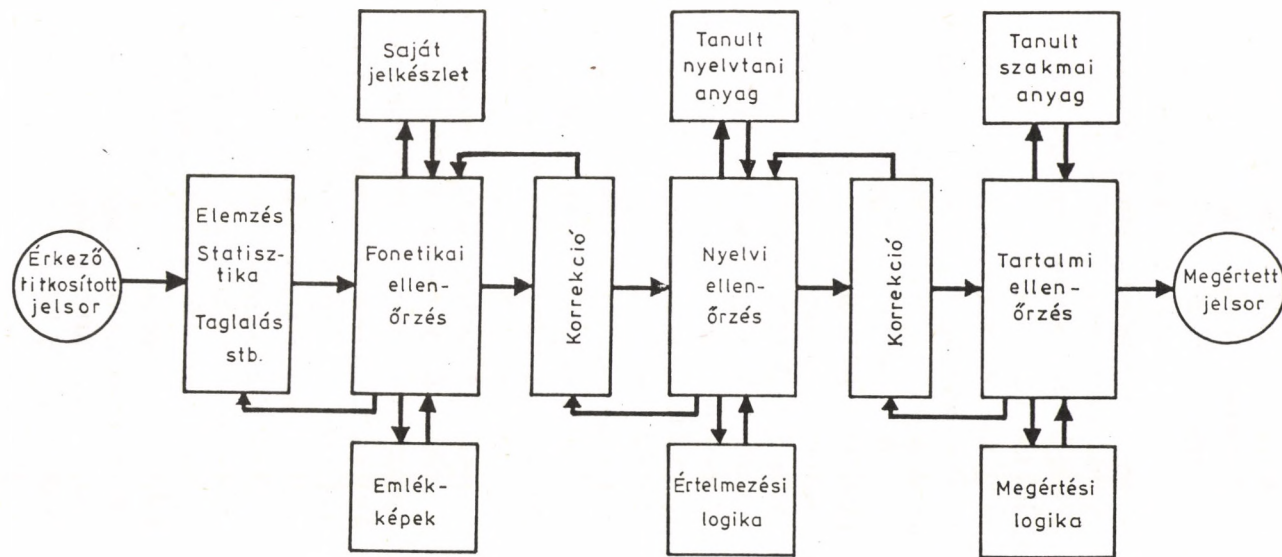 Saját
jelkészlet
Tanult
nyelvtani
anyag
Tanult
szakmai
anyag
Érkező
titkosított
jelsor
Elemzés
Statisz-
tika
Taglalás
stb.
Fonetikai
ellen-
őrzés
Korrekció
Nyelvi
ellen-
őrzés
Korrekció
Tartalmi
ellen-
őrzés
Megértett
jelsor
Emlék-
képek
Értelmezési
logika
Megértési
logika